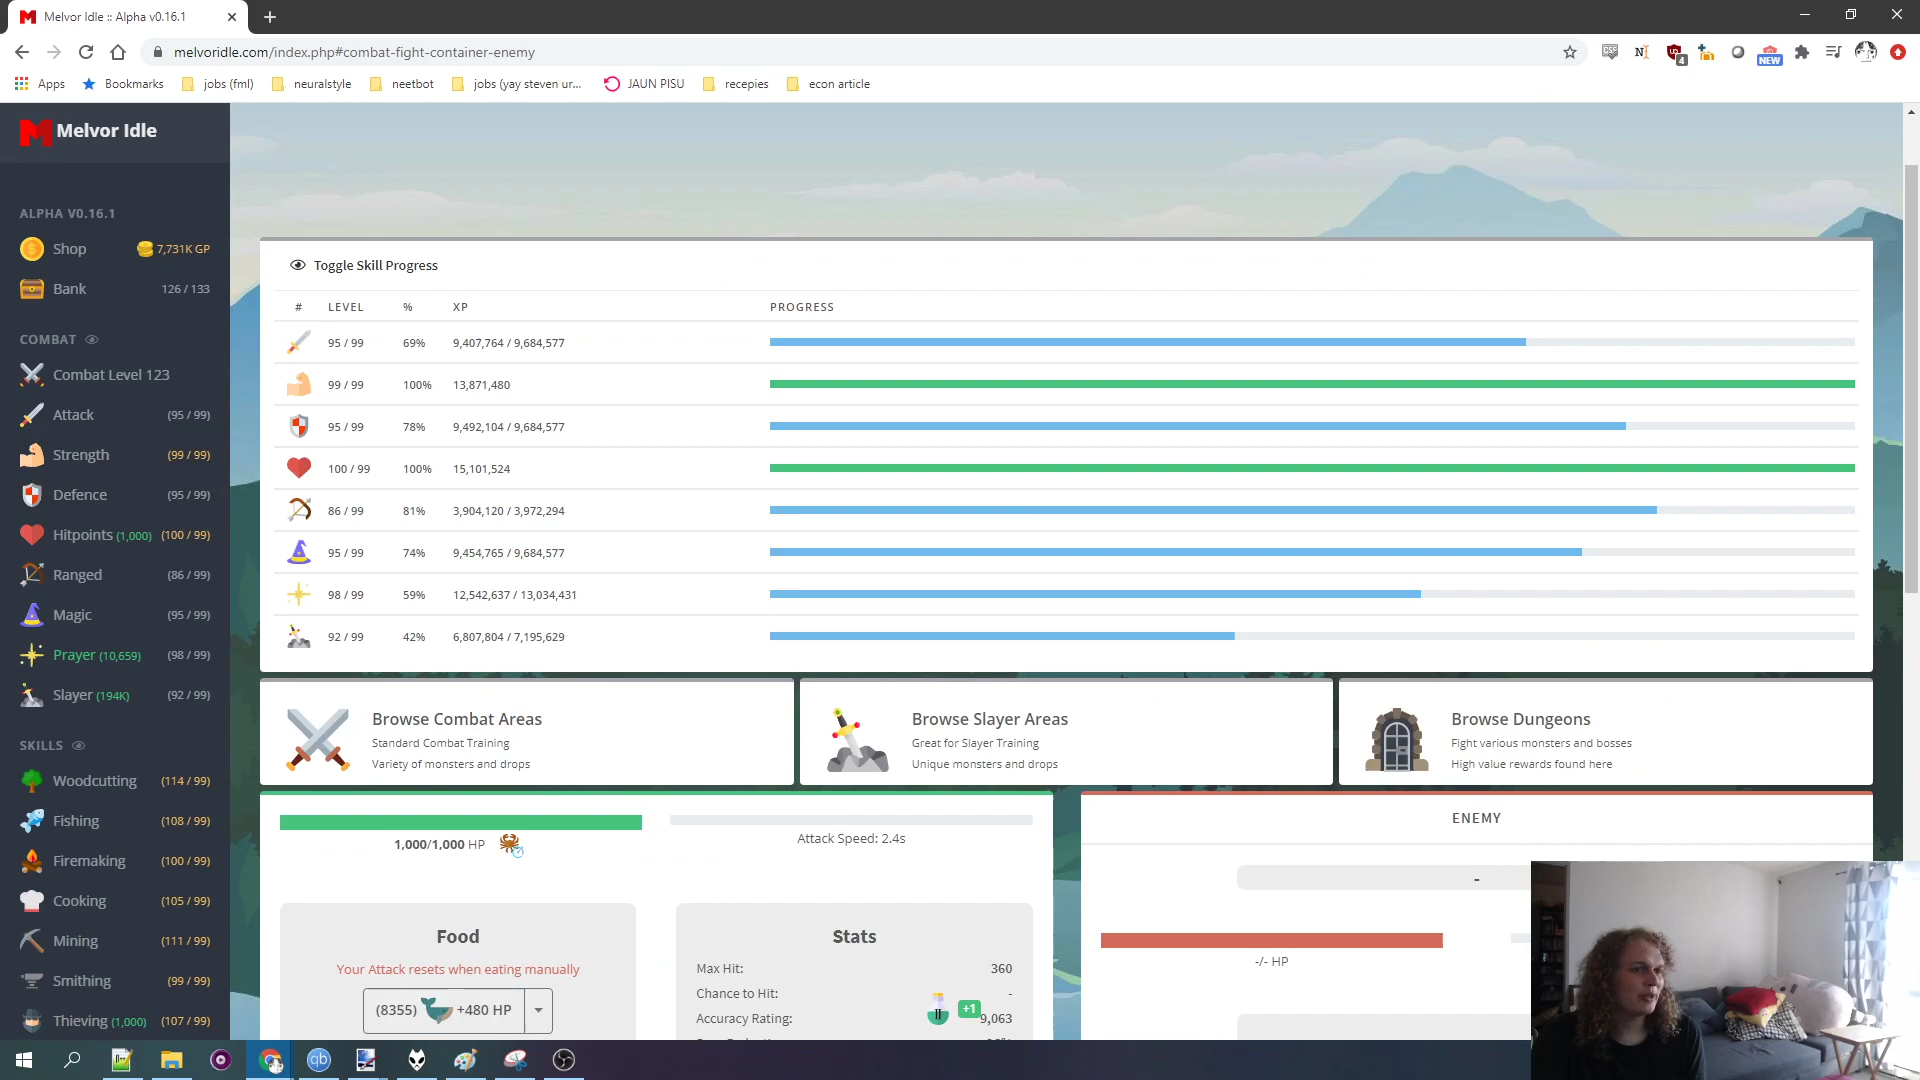 Melvor Idle :: Alpha v0.16.1
melvoridle.com/index.php#combat-fight-container-enemy
4
NEW
Apps
Bookmarks
jobs (fml)
neuralstyle
neetbot
jobs (yay steven ur...
JAUN PISU
recepies
econ article
Melvor Idle
ALPHA V0.16.1
Shop
7,731K GP
Bank
126 / 133
COMBAT
Combat Level 123
Attack
(95 / 99)
Strength
(99 / 99)
Defence
(95 / 99)
Hitpoints (1,000)
(100 / 99)
Ranged
(86 / 99)
Magic
(95 / 99)
Prayer (10,659)
(98 / 99)
Slayer (194K)
(92 / 99)
SKILLS
Woodcutting
(114 / 99)
Fishing
(108 / 99)
Firemaking
(100 / 99)
Cooking
(105 / 99)
Mining
(111 / 99)
Smithing
(99 / 99)
Thieving (1,000)
(107 / 99)
Toggle Skill Progress
# LEVEL % XP PROGRESS
95 / 99 69% 9,407,764 / 9,684,577
99 / 99 100% 13,871,480
95 / 99 78% 9,492,104 / 9,684,577
100 / 99 100% 15,101,524
86 / 99 81% 3,904,120 / 3,972,294
95 / 99 74% 9,454,765 / 9,684,577
98 / 99 59% 12,542,637 / 13,034,431
92 / 99 42% 6,807,804 / 7,195,629
Browse Combat Areas
Standard Combat Training
Variety of monsters and drops
Browse Slayer Areas
Great for Slayer Training
Unique monsters and drops
Browse Dungeons
Fight various monsters and bosses
High value rewards found here
1,000/1,000 HP
Attack Speed: 2.4s
Food
Your Attack resets when eating manually
(8355) +480 HP
Stats
Max Hit: 360
Chance to Hit: -
Accuracy Rating: 9,063
II
+1
ENEMY
-
-/- HP
qb